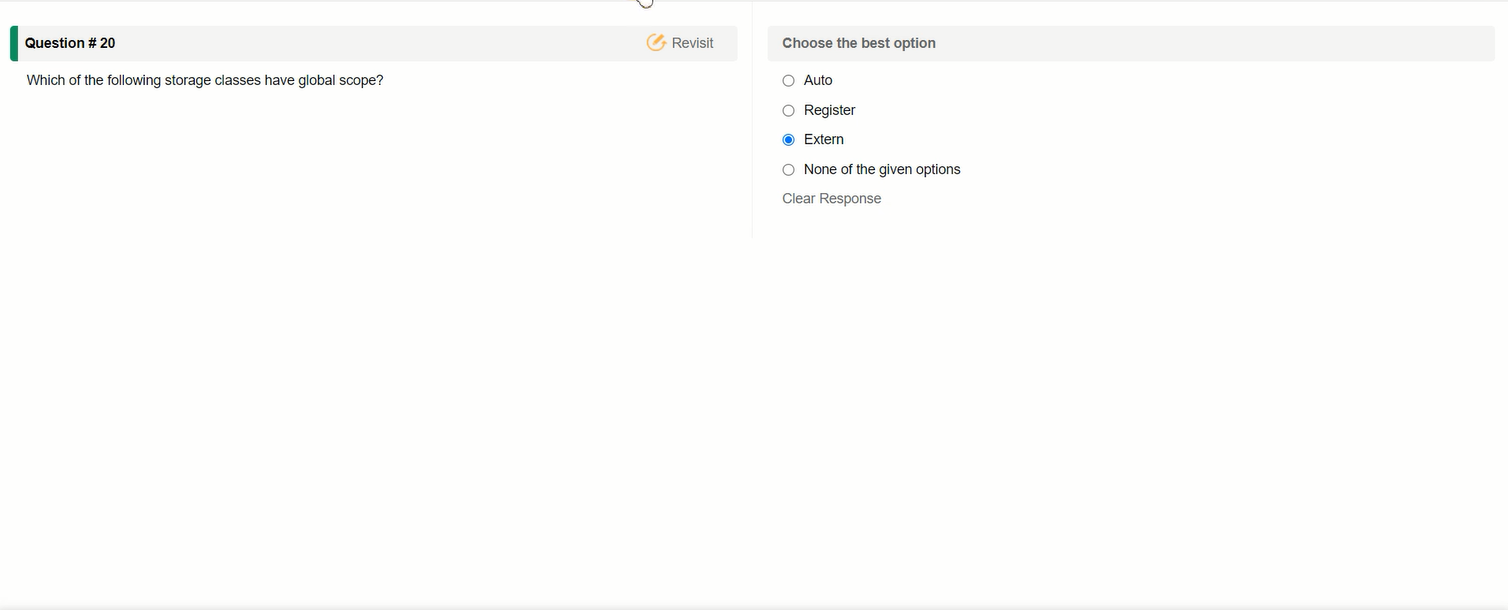 Question # 20
Revisit
Which of the following storage classes have global scope?
Choose the best option
Auto
Register
Extern
None of the given options
Clear Response